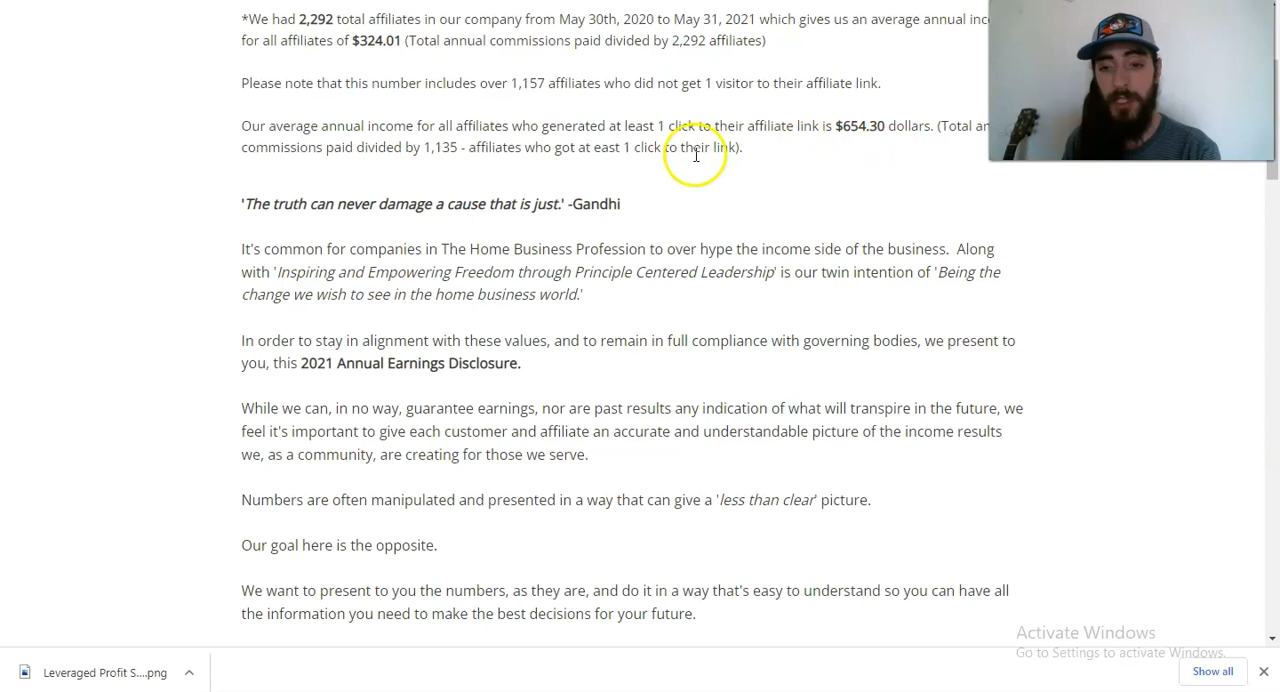 *We had 2,292 total affiliates in our company from May 30th, 2020 to May 31, 2021 which gives us an average annual
for all affiliates of $324.01 (Total annual commissions paid divided by 2,292 affiliates)
Please note that this number includes over 1,157 affiliates who did not get 1 visitor to their affiliate link.
Our average annual income for all affiliates who generated at least 1 click to their affiliate link is $654.30 dollars. (Total
commissions paid divided by 1,135 - affiliates who got at east 1 click to their link).
'The truth can never damage a cause that is just.' -Gandhi
It's common for companies in The Home Business Profession to over hype the income side of the business. Along
with 'Inspiring and Empowering Freedom through Principle Centered Leadership' is our twin intention of 'Being the
change we wish to see in the home business world.'
In order to stay in alignment with these values, and to remain in full compliance with governing bodies, we present to
you, this 2021 Annual Earnings Disclosure.
While we can, in no way, guarantee earnings, nor are past results any indication of what will transpire in the future, we
feel it's important to give each customer and affiliate an accurate and understandable picture of the income results
we, as a community, are creating for those we serve.
Numbers are often manipulated and presented in a way that can give a 'less than clear' picture.
Our goal here is the opposite.
We want to present to you the numbers, as they are, and do it in a way that's easy to understand so you can have all
the information you need to make the best decisions for your future.
Activate Windows
Go to Settings to activate Windows.
Leveraged Profit S....png
Show all